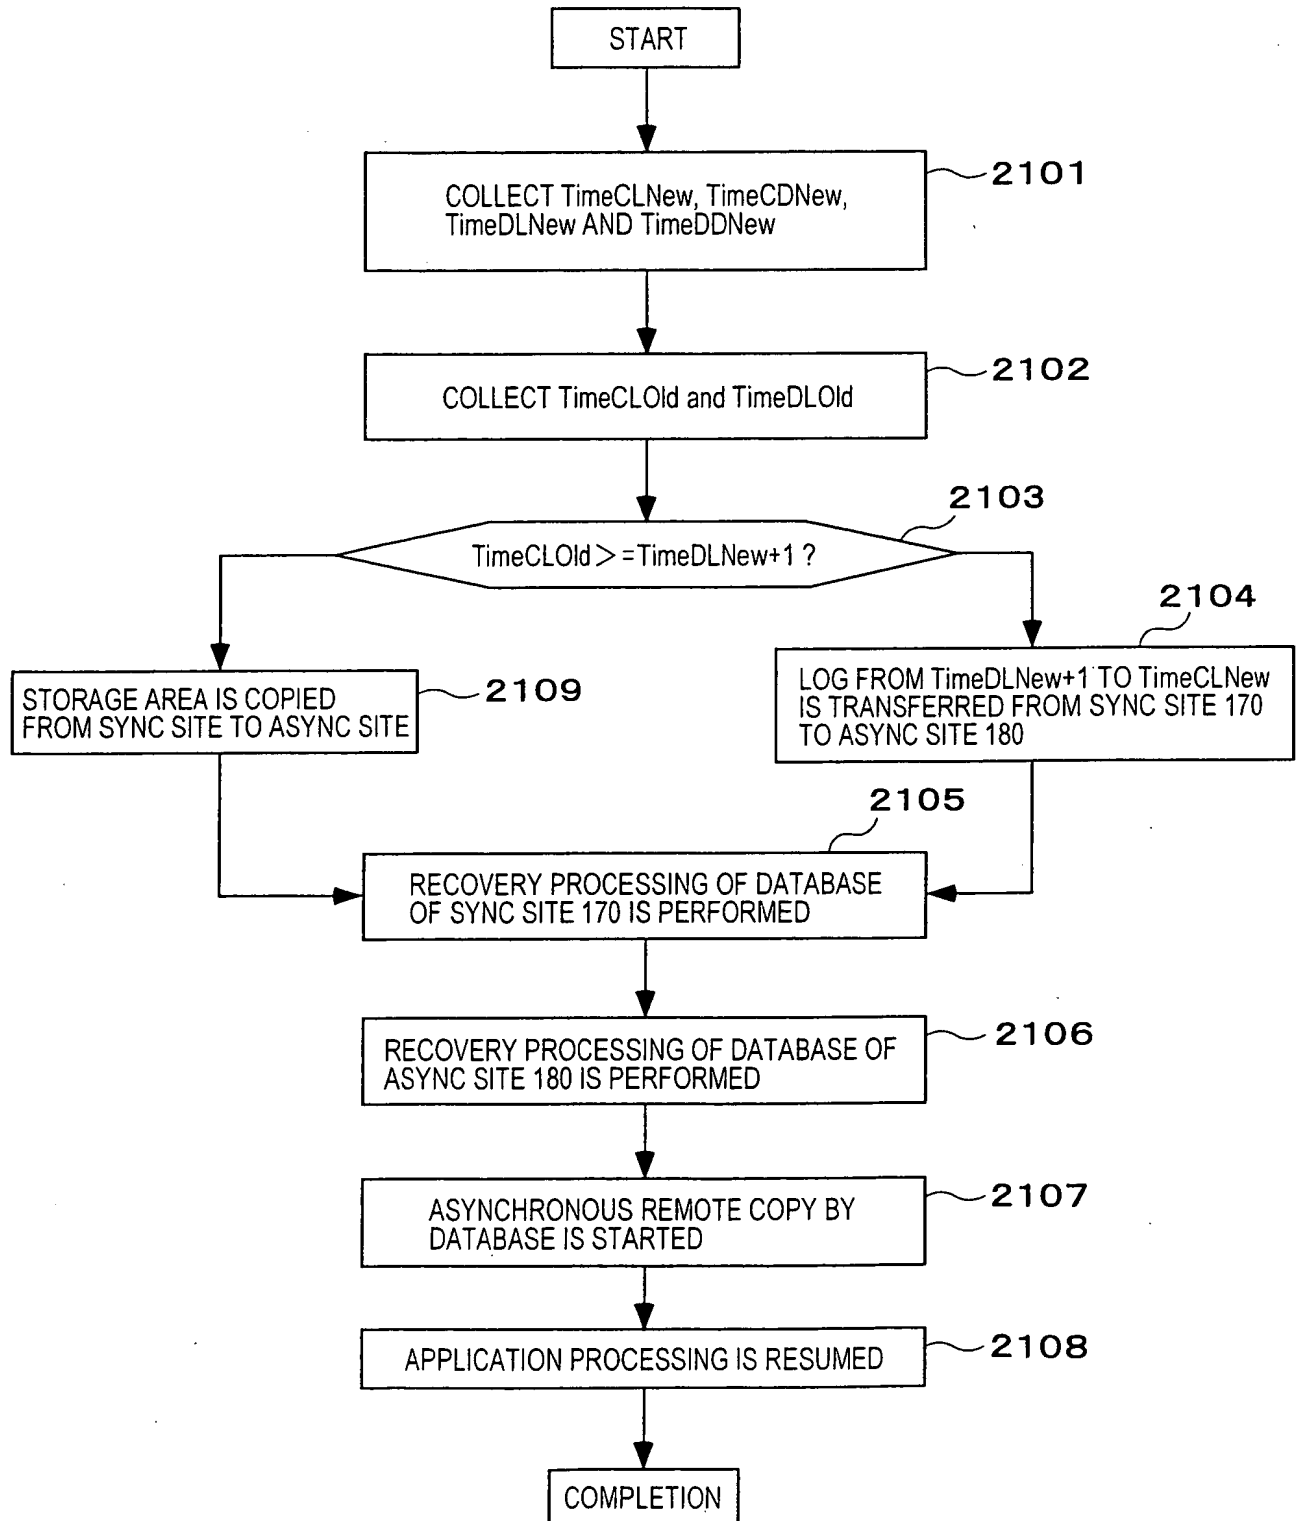 START
2101
COLLECT TimeCLNew, TimeCDNew,
TimeDLNew AND TimeDDNew
2102
COLLECT TimeCLOld and TimeDLOld
2103
TimeCLOld >=TimeDLNew+1 ?
2104
LOG FROM TimeDLNew+1 TO TimeCLNew
IS TRANSFERRED FROM SYNC SITE 170
TO ASYNC SITE 180
2109
STORAGE AREA IS COPIED
FROM SYNC SITE TO ASYNC SITE
2105
RECOVERY PROCESSING OF DATABASE
OF SYNC SITE 170 IS PERFORMED
2106
RECOVERY PROCESSING OF DATABASE OF
ASYNC SITE 180 IS PERFORMED
2107
ASYNCHRONOUS REMOTE COPY BY
DATABASE IS STARTED
2108
APPLICATION PROCESSING IS RESUMED
COMPLETION